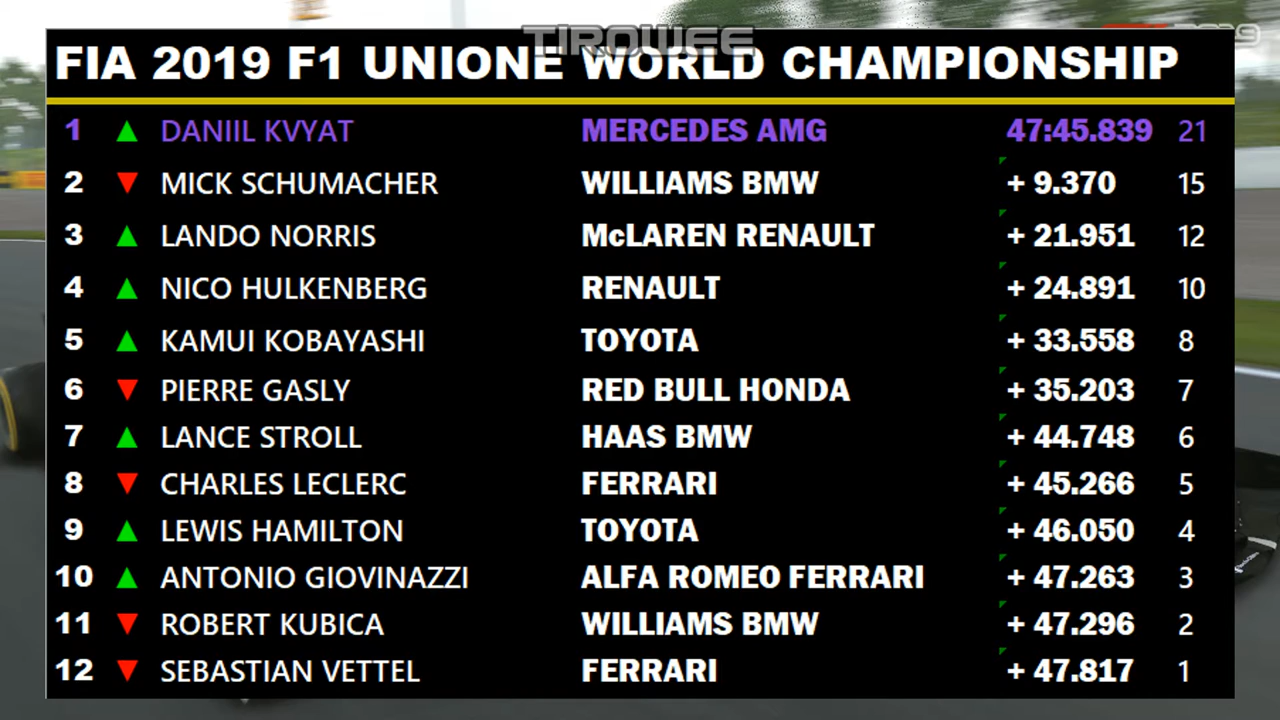 TIROWEE
FIA 2019 F1 UNIONE WORLD CHAMPIONSHIP
1 ▲ DANIIL KVYAT MERCEDES AMG 47:45.839 21
2 ▼ MICK SCHUMACHER WILLIAMS BMW + 9.370 15
3 ▲ LANDO NORRIS McLAREN RENAULT + 21.951 12
4 ▲ NICO HULKENBERG RENAULT + 24.891 10
5 ▲ KAMUI KOBAYASHI TOYOTA + 33.558 8
6 ▼ PIERRE GASLY RED BULL HONDA + 35.203 7
7 ▲ LANCE STROLL HAAS BMW + 44.748 6
8 ▼ CHARLES LECLERC FERRARI + 45.266 5
9 ▲ LEWIS HAMILTON TOYOTA + 46.050 4
10 ▲ ANTONIO GIOVINAZZI ALFA ROMEO FERRARI + 47.263 3
11 ▼ ROBERT KUBICA WILLIAMS BMW + 47.296 2
12 ▼ SEBASTIAN VETTEL FERRARI + 47.817 1